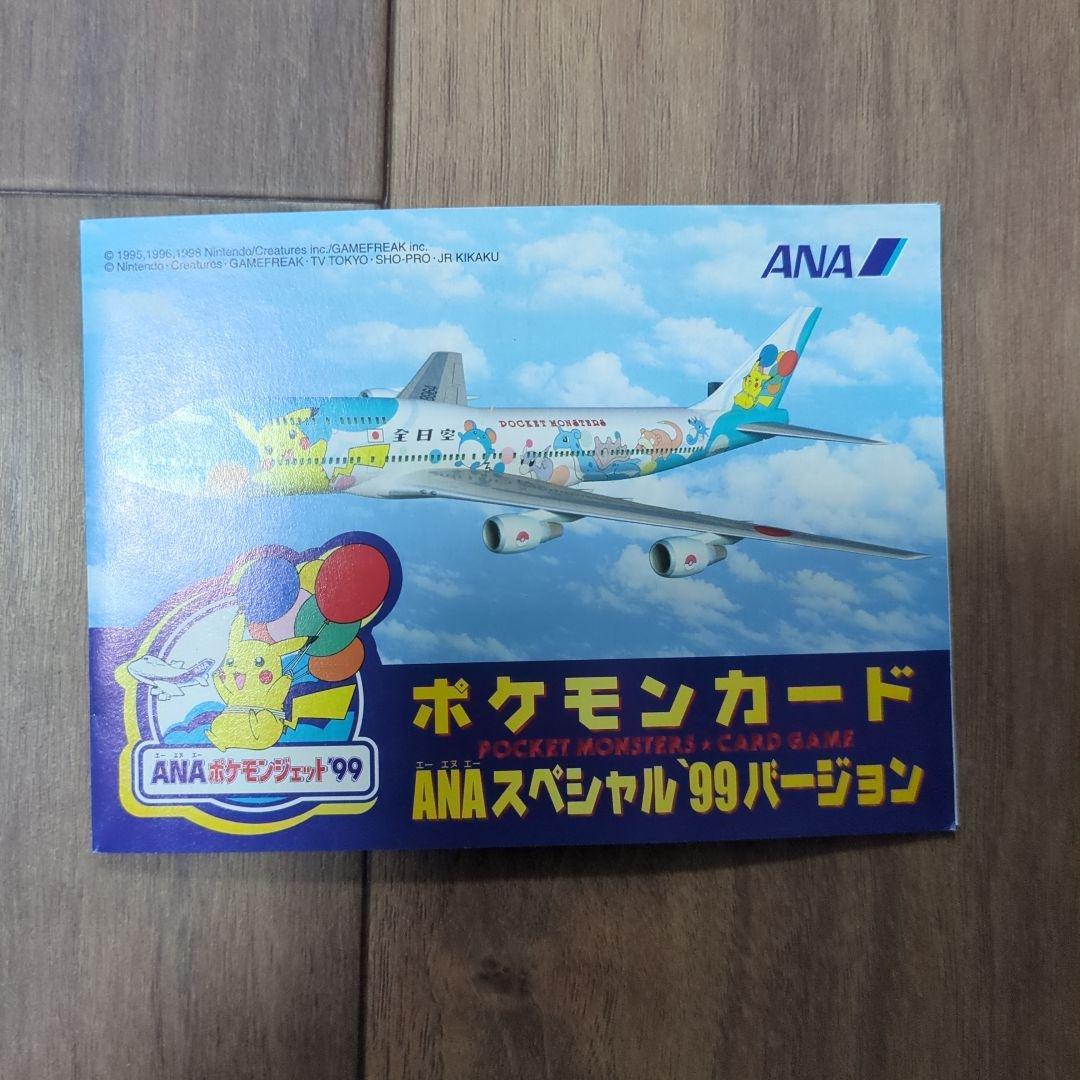 © 1995,1996,1998 Nintendo/Creatures inc./GAMEFREAK inc.
© Nintendo・Creatures・GAMEFREAK・TV TOKYO・SHO-PRO・JR KIKAKU
ANA
POCKET MONSTERS
全日空
エー エヌ エー
ANAポケモンジェット'99
ポケモンカード
POCKET MONSTERS★CARD GAME
エー エヌ エー
ANAスペシャル'99バージョン